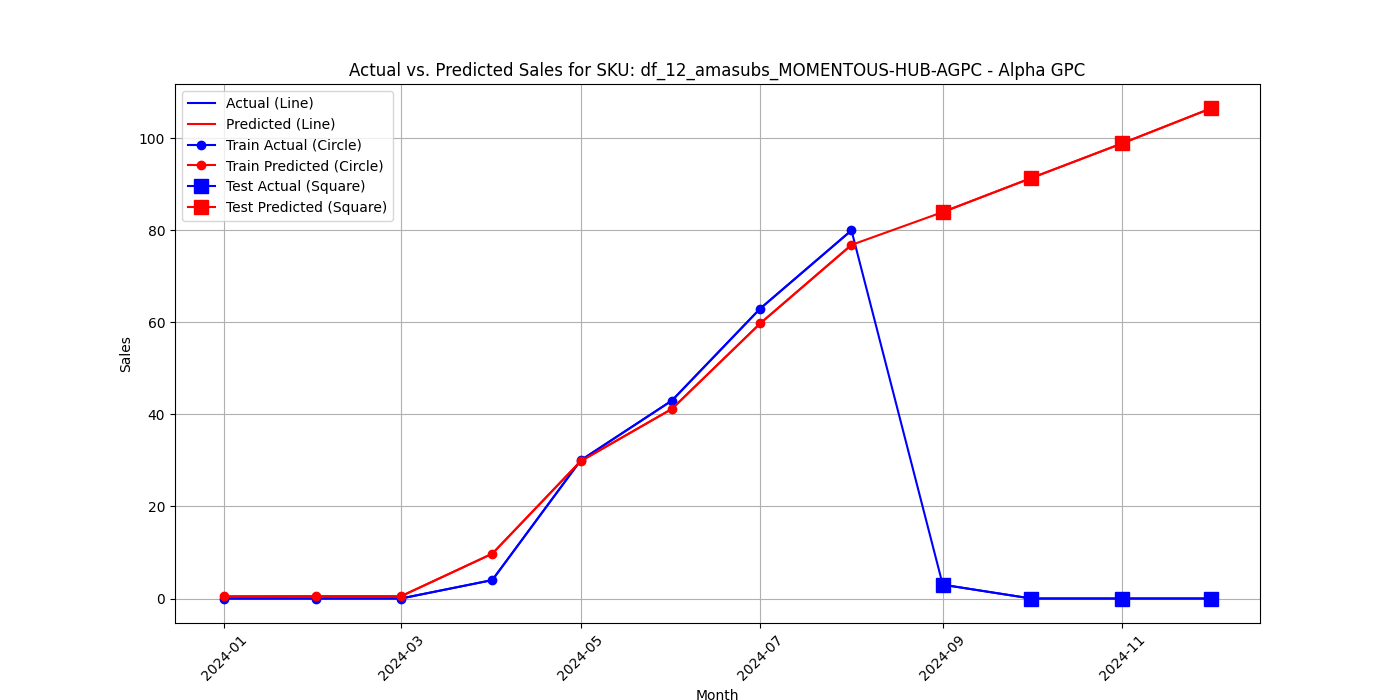 Actual vs. Predicted Sales for SKU: df_12_amasubs_MOMENTOUS-HUB-AGPC - Alpha GPC
Actual (Line)
Predicted (Line)
Train Actual (Circle)
Train Predicted (Circle)
Test Actual (Square)
Test Predicted (Square)
100
80
60
40
20
0
Sales
2024-01
2024-03
2024-05
2024-07
2024-09
2024-11
Month